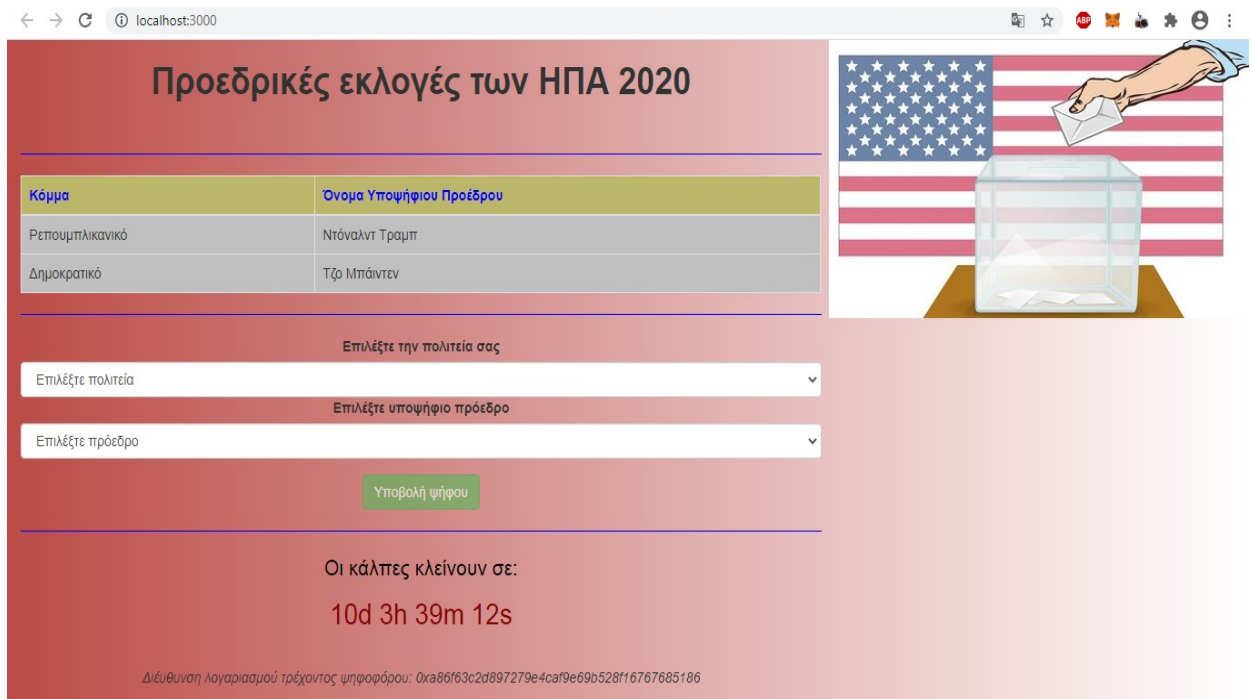 localhost:3000
ABP
Προεδρικές εκλογές των ΗΠΑ 2020
Κόμμα Όνομα Υποψήφιου Προέδρου
Ρεπουμπλικανικό Ντόναλντ Τραμπ
Δημοκρατικό Τζο Μπάιντεν
Επιλέξτε την πολιτεία σας
Επιλέξτε πολιτεία
Επιλέξτε υποψήφιο πρόεδρο
Επιλέξτε πρόεδρο
Υποβολή ψήφου
Οι κάλπες κλείνουν σε:
10d 3h 39m 12s
Διέυθυνση λογαριασμού τρέχοντος ψηφοφόρου: 0xa86f63c2d897279e4caf9e69b528f16767685186